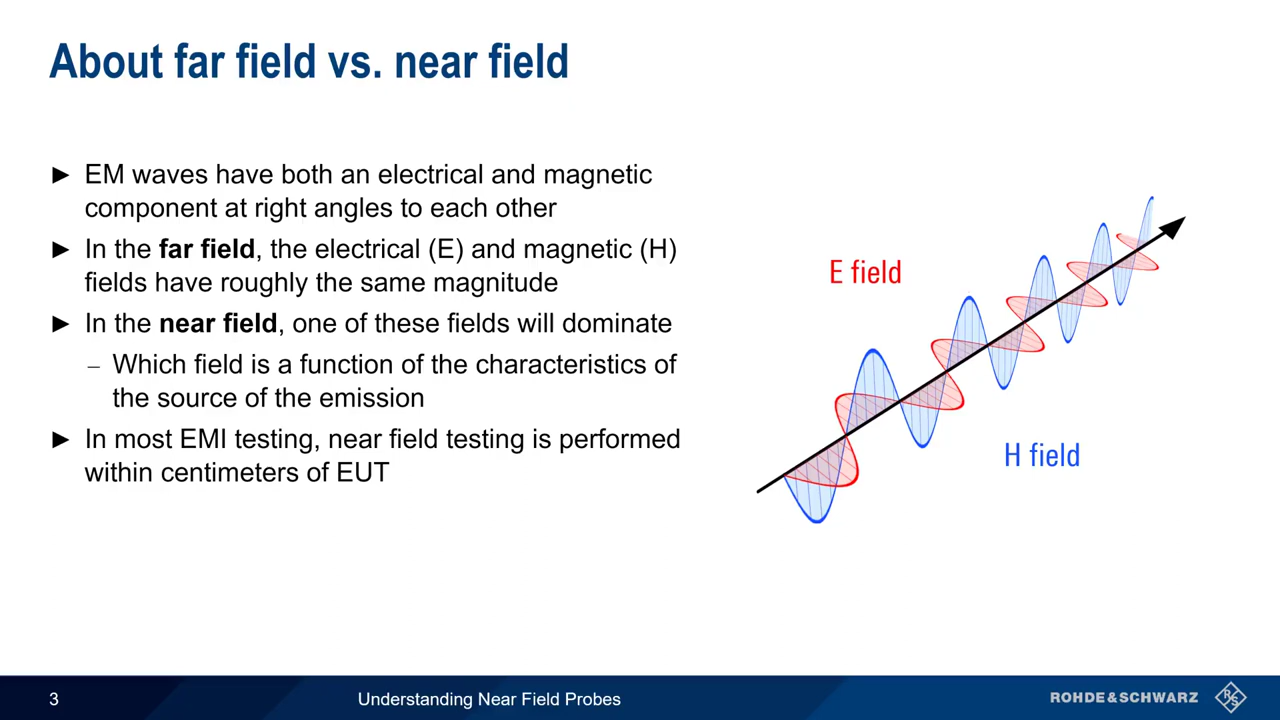 About far field vs. near field
► EM waves have both an electrical and magnetic
component at right angles to each other
► In the far field, the electrical (E) and magnetic (H)
fields have roughly the same magnitude
► In the near field, one of these fields will dominate
– Which field is a function of the characteristics of
the source of the emission
► In most EMI testing, near field testing is performed
within centimeters of EUT
E field
H field
3
Understanding Near Field Probes
ROHDE & SCHWARZ
R S